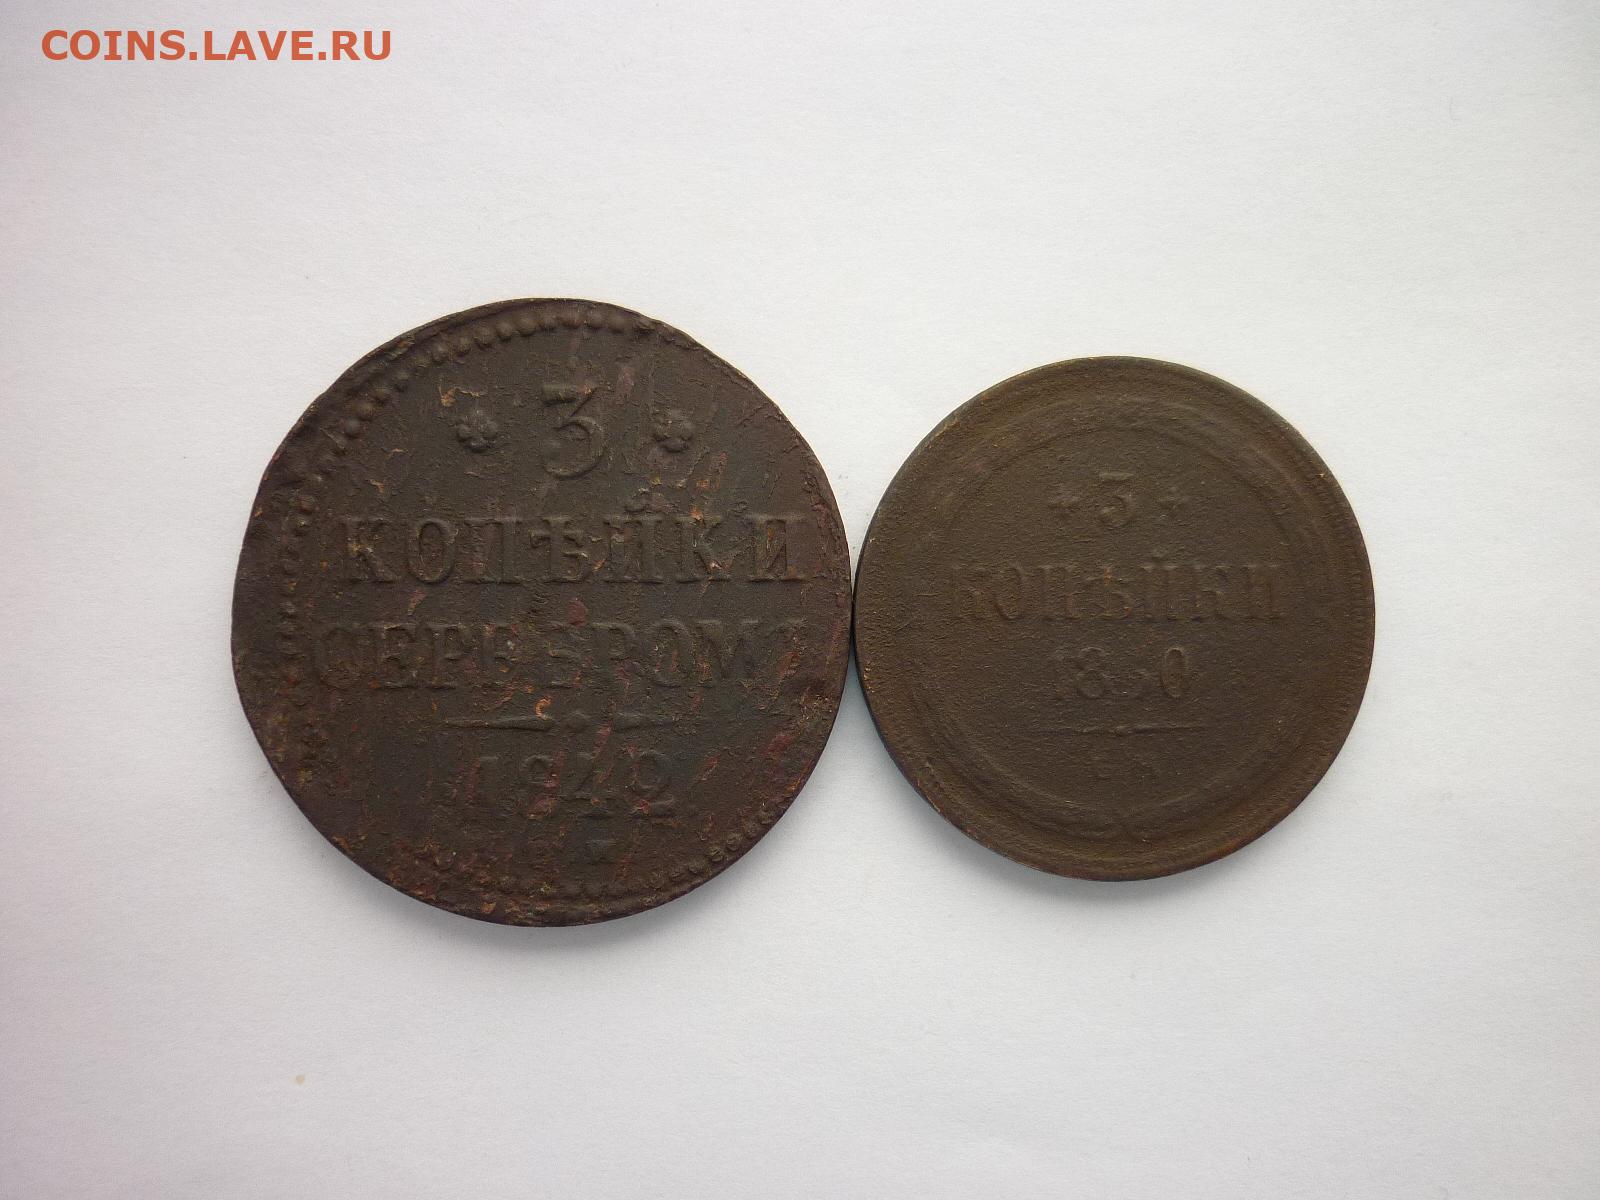 COINS.LAVE.RU
3
КОПѢЙКИ
СЕРЕБРОМЪ
1842
3
КОПѢЙКИ